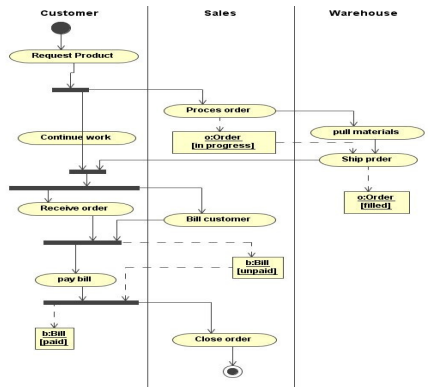 Customer
Sales
Warehouse
Request Product
Proces order
pull materials
o:Order
[in progress]
Continue work
Ship prder
o:Order
[filled]
Receive order
Bill customer
b:Bill
[unpaid]
pay bill
b:Bill
[paid]
Close order